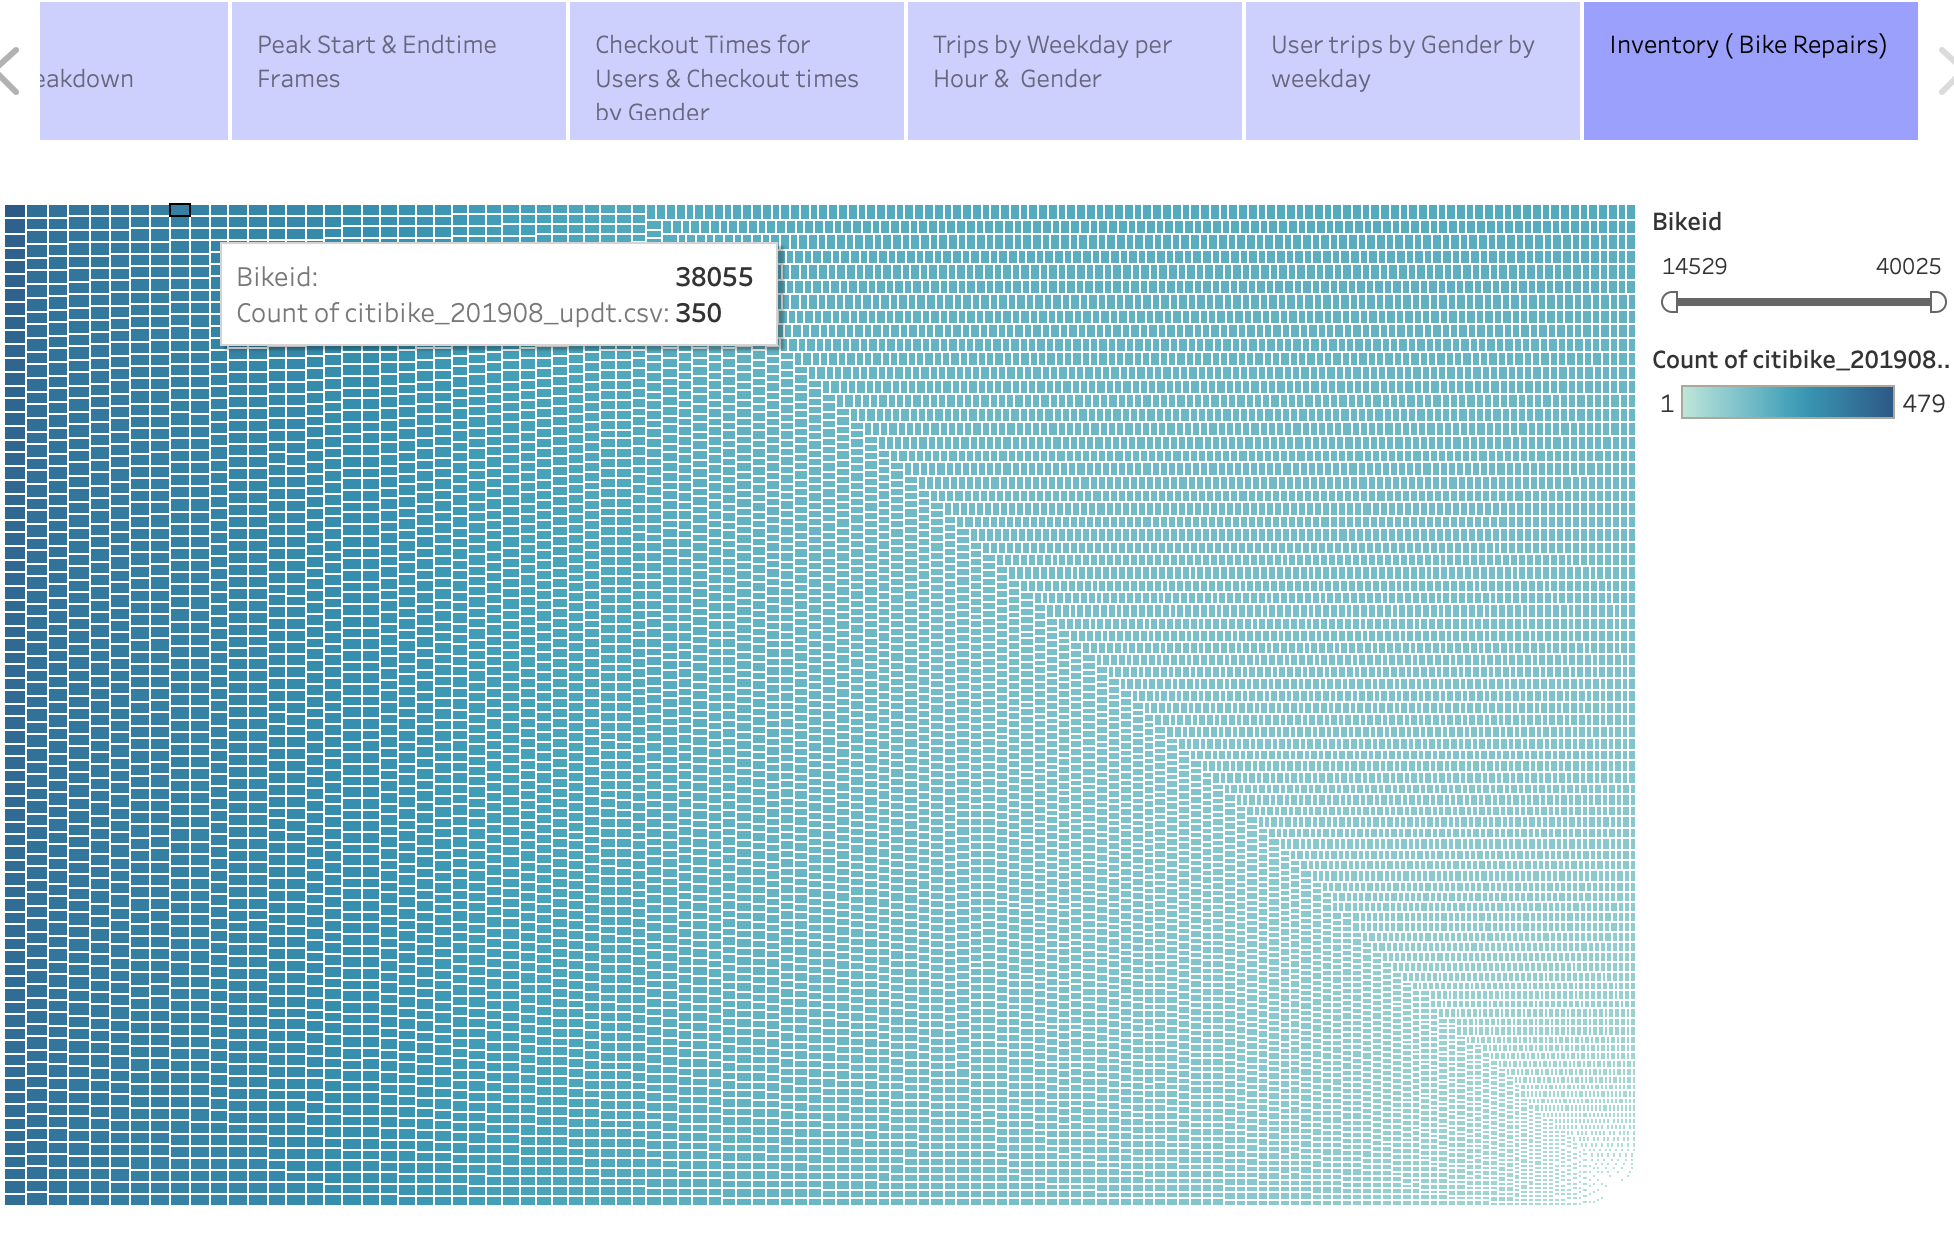 eakdown
Peak Start & Endtime
Frames
Checkout Times for
Users & Checkout times
by Gender
Trips by Weekday per
Hour & Gender
User trips by Gender by
weekday
Inventory ( Bike Repairs)
Bikeid: 38055
Count of citibike_201908_updt.csv: 350
Bikeid
14529 40025
Count of citibike_201908..
1 479